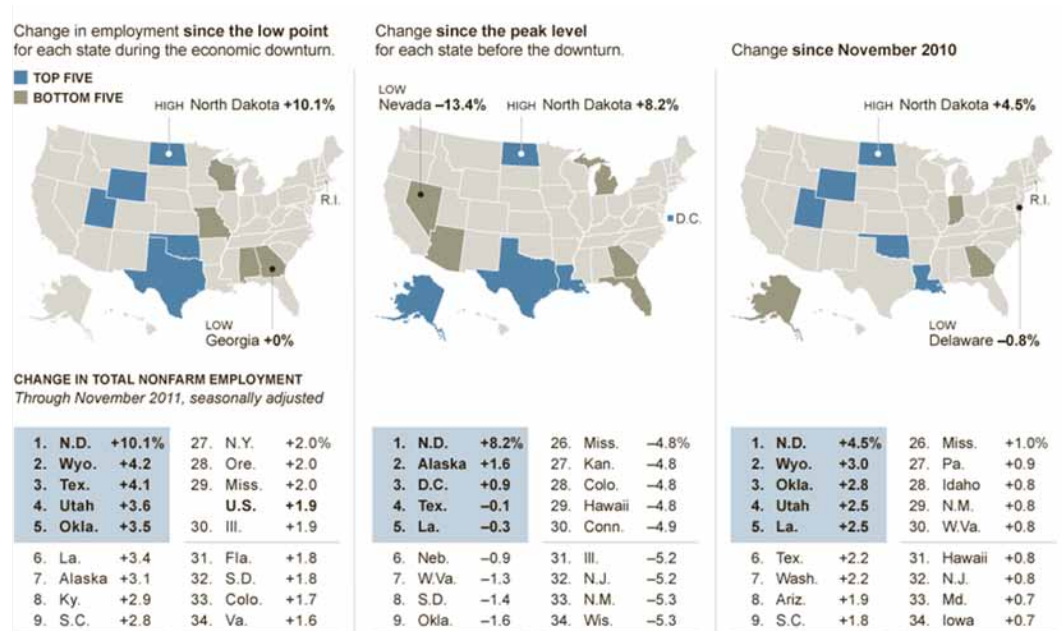 Change in employment since the low point
for each state during the economic downturn.
TOP FIVE
BOTTOM FIVE
HIGH North Dakota +10.1%
R.I.
LOW
Georgia +0%
Change since the peak level
for each state before the downturn.
LOW
Nevada –13.4%
HIGH North Dakota +8.2%
D.C.
Change since November 2010
HIGH North Dakota +4.5%
R.I.
LOW
Delaware –0.8%
CHANGE IN TOTAL NONFARM EMPLOYMENT
Through November 2011, seasonally adjusted
1. N.D. +10.1%
2. Wyo. +4.2
3. Tex. +4.1
4. Utah +3.6
5. Okla. +3.5
6. La. +3.4
7. Alaska +3.1
8. Ky. +2.9
9. S.C. +2.8
27. N.Y. +2.0%
28. Ore. +2.0
29. Miss. +2.0
U.S. +1.9
30. Ill. +1.9
31. Fla. +1.8
32. S.D. +1.8
33. Colo. +1.7
34. Va. +1.6
1. N.D. +8.2%
2. Alaska +1.6
3. D.C. +0.9
4. Tex. –0.1
5. La. –0.3
6. Neb. –0.9
7. W.Va. –1.3
8. S.D. –1.4
9. Okla. –1.6
26. Miss. –4.8%
27. Kan. –4.8
28. Colo. –4.8
29. Hawaii –4.8
30. Conn. –4.9
31. Ill. –5.2
32. N.J. –5.2
33. N.M. –5.3
34. Wis. –5.3
1. N.D. +4.5%
2. Wyo. +3.0
3. Okla. +2.8
4. Utah +2.5
5. La. +2.5
6. Tex. +2.2
7. Wash. +2.2
8. Ariz. +1.9
9. S.C. +1.8
26. Miss. +1.0%
27. Pa. +0.9
28. Idaho +0.8
29. N.M. +0.8
30. W.Va. +0.8
31. Hawaii +0.8
32. N.J. +0.8
33. Md. +0.7
34. Iowa +0.7